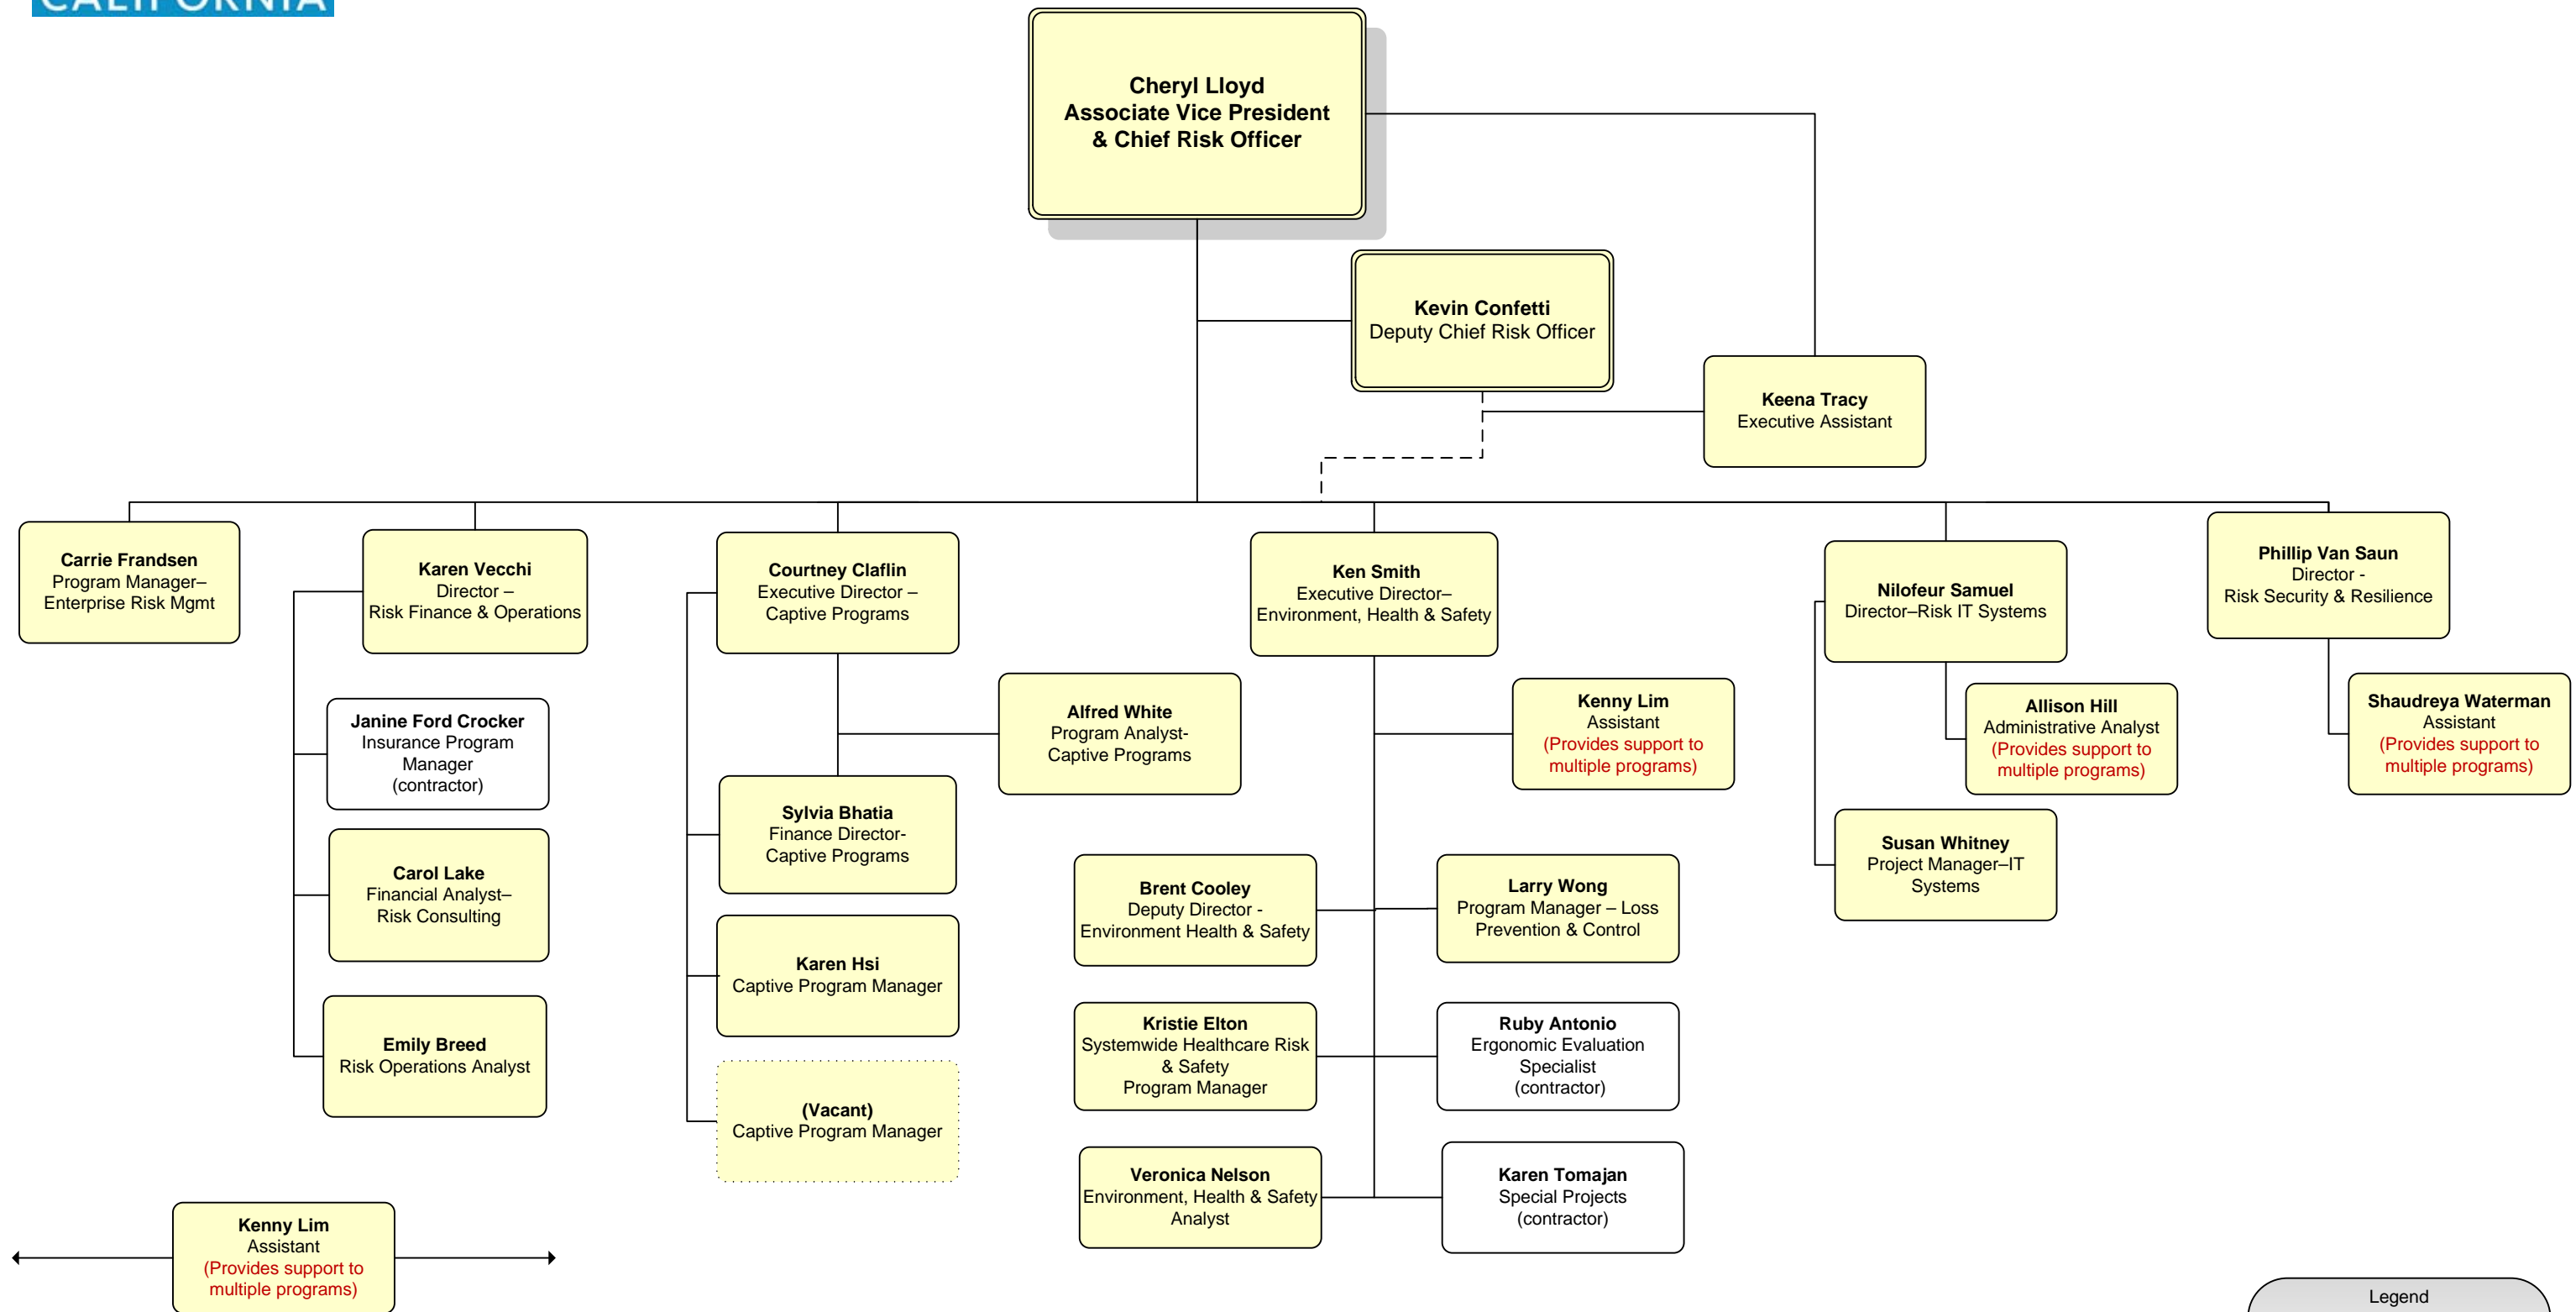 CALIFORNIA
Cheryl Lloyd
Associate Vice President
& Chief Risk Officer
Kevin Confetti
Deputy Chief Risk Officer
Keena Tracy
Executive Assistant
Carrie Frandsen
Program Manager–
Enterprise Risk Mgmt
Karen Vecchi
Director –
Risk Finance & Operations
Courtney Claflin
Executive Director –
Captive Programs
Ken Smith
Executive Director–
Environment, Health & Safety
Nilofeur Samuel
Director–Risk IT Systems
Phillip Van Saun
Director -
Risk Security & Resilience
Janine Ford Crocker
Insurance Program
Manager
(contractor)
Alfred White
Program Analyst-
Captive Programs
Kenny Lim
Assistant
(Provides support to
multiple programs)
Allison Hill
Administrative Analyst
(Provides support to
multiple programs)
Shaudreya Waterman
Assistant
(Provides support to
multiple programs)
Carol Lake
Financial Analyst–
Risk Consulting
Sylvia Bhatia
Finance Director-
Captive Programs
Brent Cooley
Deputy Director -
Environment Health & Safety
Larry Wong
Program Manager – Loss
Prevention & Control
Susan Whitney
Project Manager–IT
Systems
Emily Breed
Risk Operations Analyst
Karen Hsi
Captive Program Manager
Kristie Elton
Systemwide Healthcare Risk
& Safety
Program Manager
Ruby Antonio
Ergonomic Evaluation
Specialist
(contractor)
(Vacant)
Captive Program Manager
Veronica Nelson
Environment, Health & Safety
Analyst
Karen Tomajan
Special Projects
(contractor)
Kenny Lim
Assistant
(Provides support to
multiple programs)
Legend